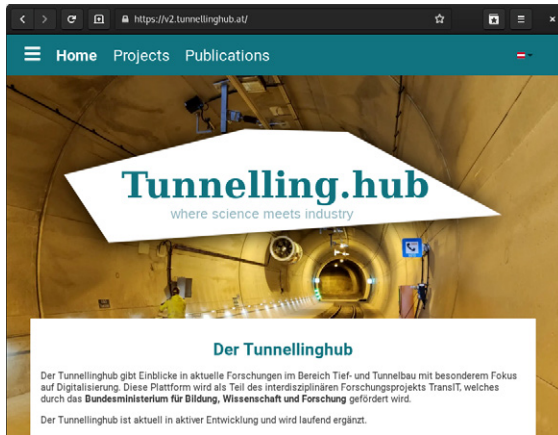 https://v2.tunnellinghub.at/
Home Projects Publications
Tunnelling.hub
where science meets industry
Der Tunnellinghub
Der Tunnellinghub gibt Einblicke in aktuelle Forschungen im Bereich Tief- und Tunnelbau mit besonderem Fokus
auf Digitalisierung. Diese Plattform wird als Teil des interdisziplinären Forschungsprojekts TransIT, welches
durch das Bundesministerium für Bildung, Wissenschaft und Forschung gefördert wird.
Der Tunnellinghub ist aktuell in aktiver Entwicklung und wird laufend ergänzt.